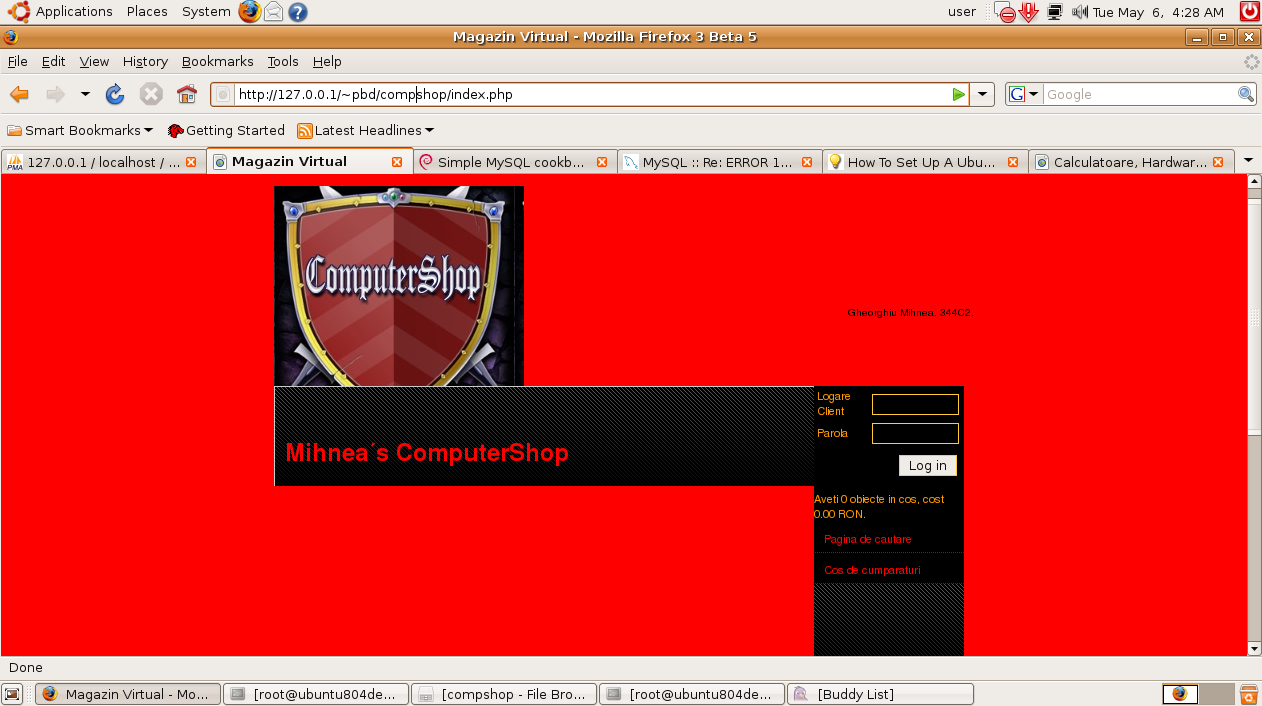 Applications Places System user Tue May 6, 4:28 AM
Magazin Virtual - Mozilla Firefox 3 Beta 5
File Edit View History Bookmarks Tools Help
http://127.0.0.1/~pbd/compshop/index.php G Google
Smart Bookmarks Getting Started Latest Headlines
PMA 127.0.0.1 / localhost / ... Magazin Virtual Simple MySQL cookb... MySQL :: Re: ERROR 1... How To Set Up A Ubu... Calculatoare, Hardwar...
ComputerShop
Gheorghiu Mihnea, 344C2
Logare Client
Parola
Mihnea´s ComputerShop
Log in
Aveti 0 obiecte in cos, cost
0.00 RON.
Pagina de cautare
Cos de cumparaturi
Done
Magazin Virtual - Mo... [root@ubuntu804de... [compshop - File Bro... [root@ubuntu804de... [Buddy List]